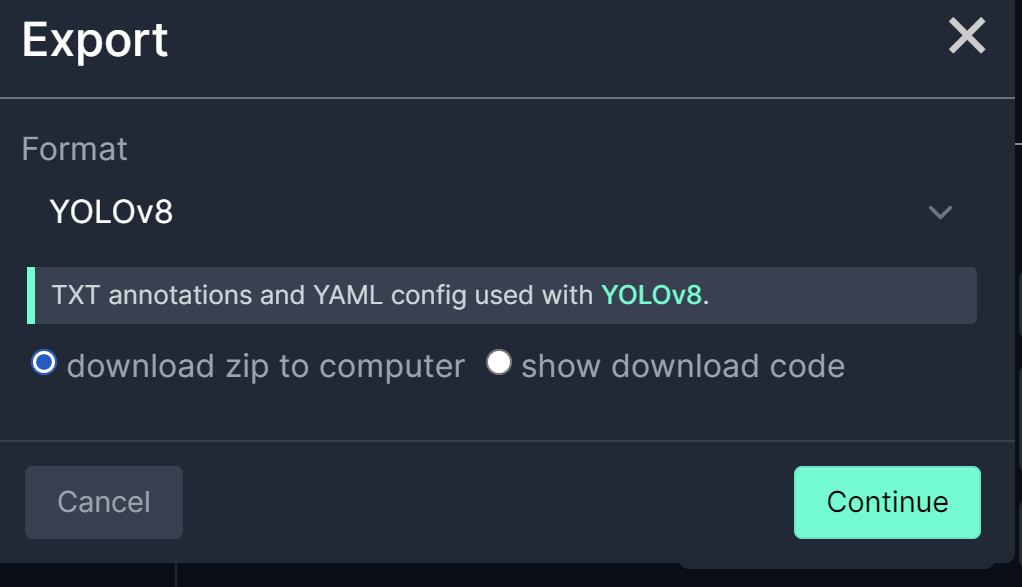 Export
Format
YOLOv8
TXT annotations and YAML config used with YOLOv8.
download zip to computer show download code
Cancel Continue